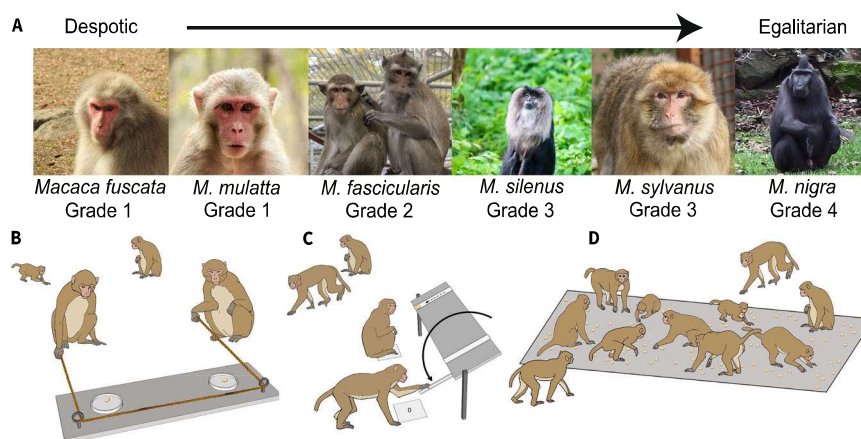 A
Despotic
Egalitarian
Macaca fuscata
Grade 1
M. mulatta
Grade 1
M. fascicularis
Grade 2
M. silenus
Grade 3
M. sylvanus
Grade 3
M. nigra
Grade 4
B
C
D
0